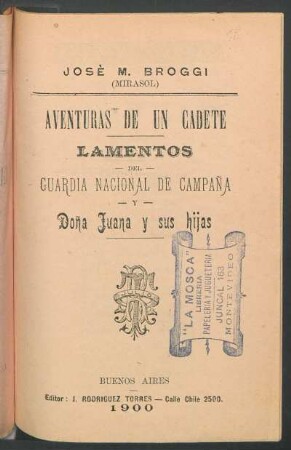 JOSÈ M. BROGGI
(MIRASOL)
AVENTURAS DE UN CADETE
LAMENTOS
— DEL —
GUARDIA NACIONAL DE CAMPAÑA
— Y —
Doña Juana y sus hijas
"LA MOSCA"
LIBRERIA
PAPELERIA Y JUGUETERIA
JUNCAL 163
MONTEVIDEO
BUENOS AIRES
Editor: J. RODRIGUEZ TORRES — Calle Chile 2590.
1900